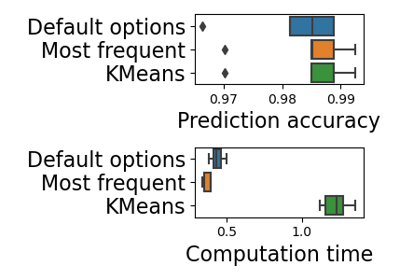 Default options
Most frequent
KMeans
0.97 0.98 0.99
Prediction accuracy
Default options
Most frequent
KMeans
0.5 1.0
Computation time